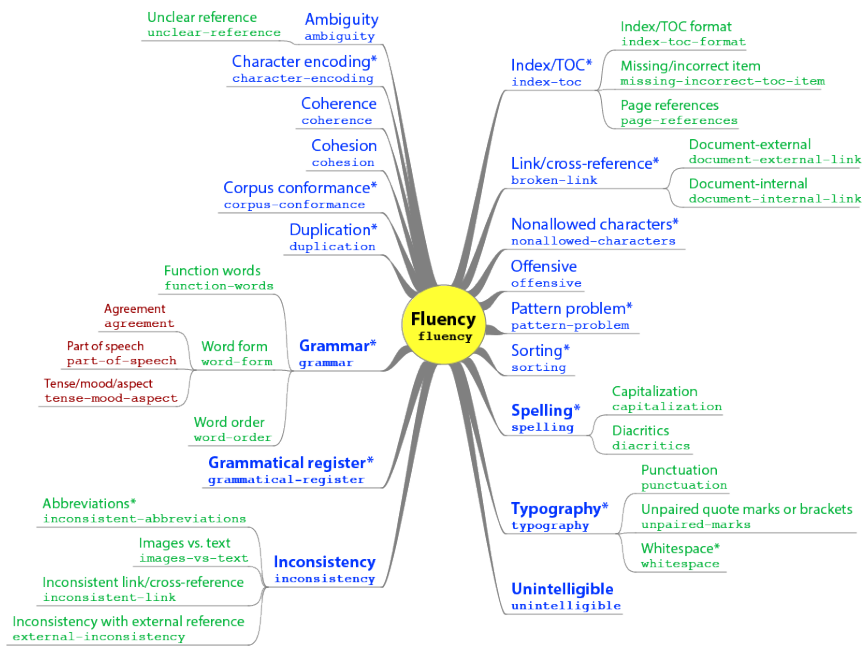 Unclear reference
unclear-reference
Ambiguity
ambiguity
Character encoding*
character-encoding
Coherence
coherence
Cohesion
cohesion
Corpus conformance*
corpus-conformance
Duplication*
duplication
Function words
function-words
Agreement
agreement
Part of speech
part-of-speech
Tense/mood/aspect
tense-mood-aspect
Word form
word-form
Word order
word-order
Grammar*
grammar
Grammatical register*
grammatical-register
Abbreviations*
inconsistent-abbreviations
Images vs. text
images-vs-text
Inconsistent link/cross-reference
inconsistent-link
Inconsistency with external reference
external-inconsistency
Inconsistency
inconsistency
Fluency
fluency
Index/TOC*
index-toc
Index/TOC format
index-toc-format
Missing/incorrect item
missing-incorrect-toc-item
Page references
page-references
Link/cross-reference*
broken-link
Document-external
document-external-link
Document-internal
document-internal-link
Nonallowed characters*
nonallowed-characters
Offensive
offensive
Pattern problem*
pattern-problem
Sorting*
sorting
Spelling*
spelling
Capitalization
capitalization
Diacritics
diacritics
Typography*
typography
Punctuation
punctuation
Unpaired quote marks or brackets
unpaired-marks
Whitespace*
whitespace
Unintelligible
unintelligible